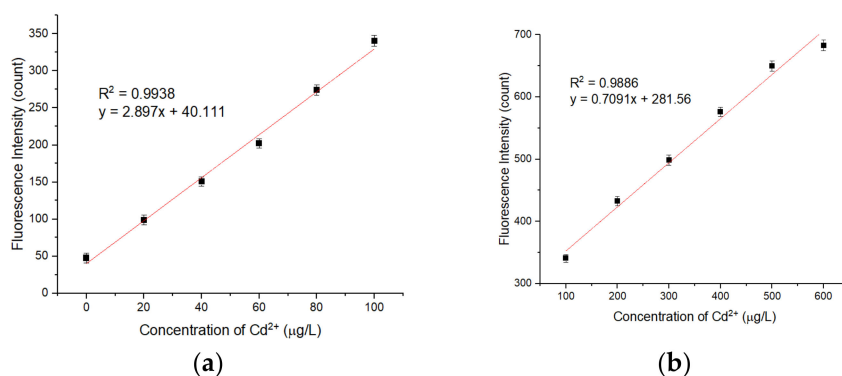 350
300
250
200
150
100
50
0
Fluorescence Intensity (count)
R² = 0.9938
y = 2.897x + 40.111
0 20 40 60 80 100
Concentration of Cd²⁺ (μg/L)
(a)
700
600
500
400
300
Fluorescence Intensity (count)
R² = 0.9886
y = 0.7091x + 281.56
100 200 300 400 500 600
Concentration of Cd²⁺ (μg/L)
(b)